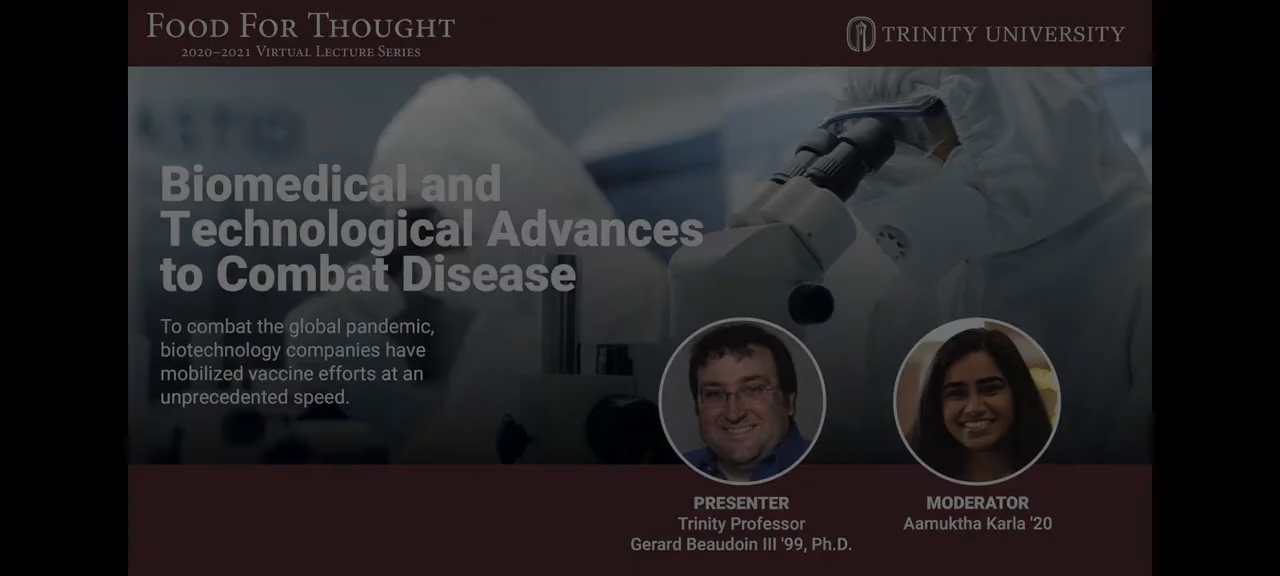 FOOD FOR THOUGHT
2020–2021 VIRTUAL LECTURE SERIES
TRINITY UNIVERSITY
Biomedical and
Technological Advances
to Combat Disease
To combat the global pandemic,
biotechnology companies have
mobilized vaccine efforts at an
unprecedented speed.
PRESENTER
Trinity Professor
Gerard Beaudoin III '99, Ph.D.
MODERATOR
Aamuktha Karla '20